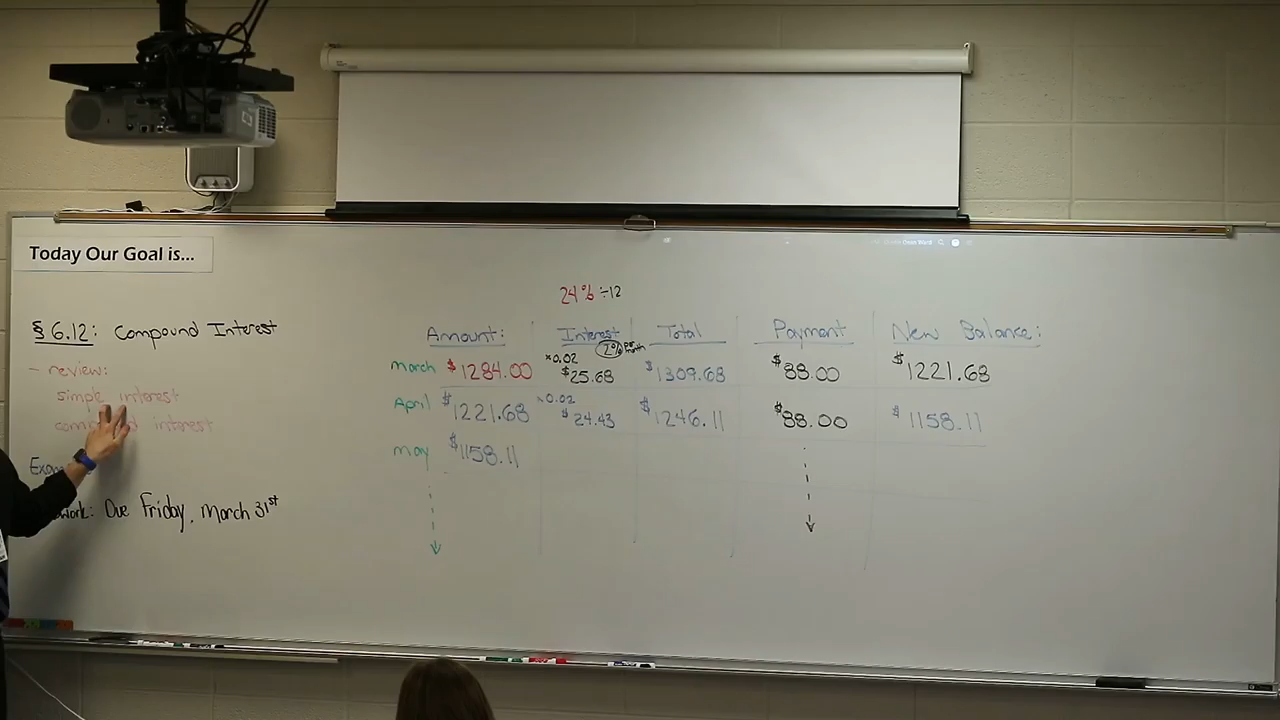 Today Our Goal is...
§ 6.12: Compound Interest
- review:
simple interest
interest
Due Friday, March 31st
24% ÷12
Amount: Interest Total Payment New Balance:
2% per month
March $1284.00 ×0.02 $25.68 $1309.68 $88.00 $1221.68
April $1221.68 ×0.02 $24.43 $1246.11 $88.00 $1158.11
May $1158.11